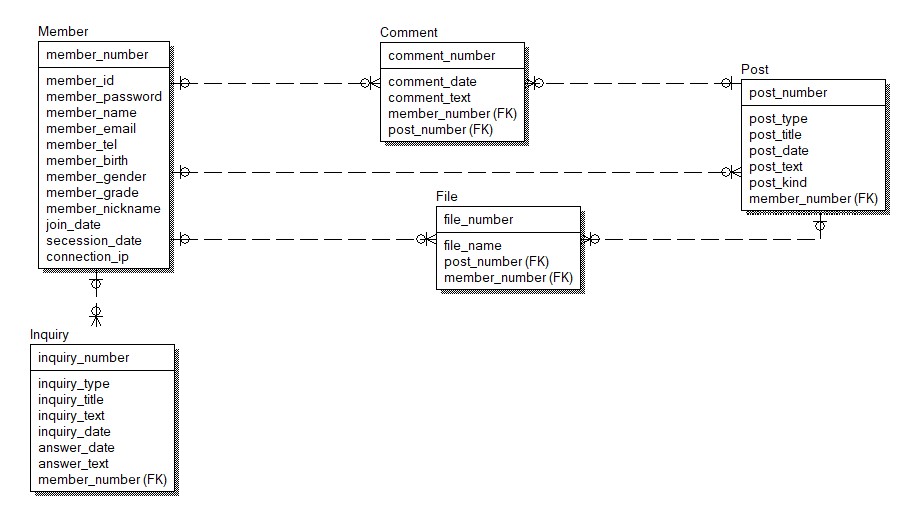 Member
member_number
member_id
member_password
member_name
member_email
member_tel
member_birth
member_gender
member_grade
member_nickname
join_date
secession_date
connection_ip
Comment
comment_number
comment_date
comment_text
member_number (FK)
post_number (FK)
Post
post_number
post_type
post_title
post_date
post_text
post_kind
member_number (FK)
File
file_number
file_name
post_number (FK)
member_number (FK)
Inquiry
inquiry_number
inquiry_type
inquiry_title
inquiry_text
inquiry_date
answer_date
answer_text
member_number (FK)